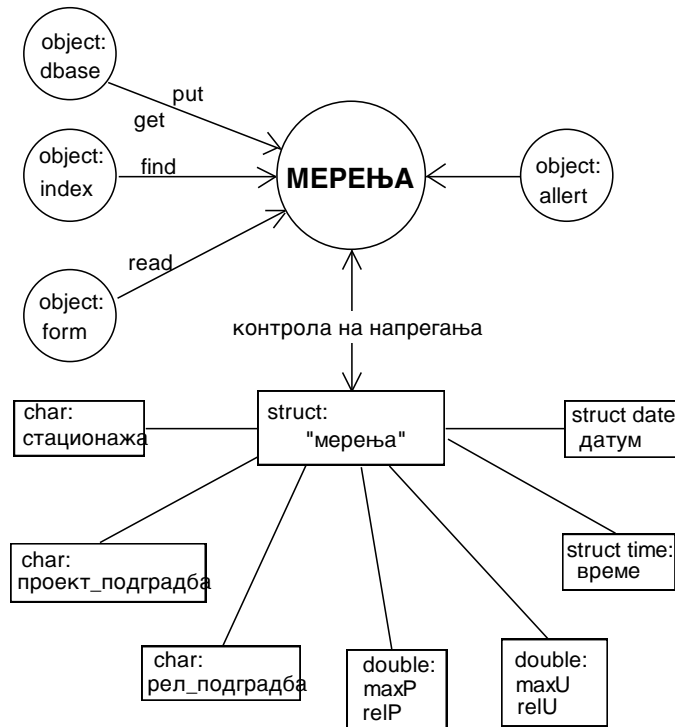 object:
dbase
put
get
object:
index
find
МЕРЕЊА
object:
allert
read
object:
form
контрола на напрегања
char:
стационажа
struct:
"мерења"
struct date
датум
char:
проект_подградба
struct time:
време
char:
рел_подградба
double:
maxP
relP
double:
maxU
relU